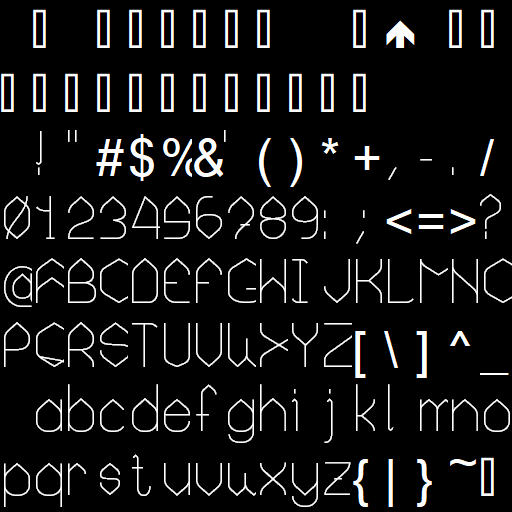 ! " # $ % & ' ( ) * + , - . /
0 1 2 3 4 5 6 7 8 9 : ; < = > ?
@ A B C D E F G H I J K L M N O
P Q R S T U V W X Y Z [ \ ] ^ _
a b c d e f g h i j k l m n o
p q r s t u v w x y z { | } ~